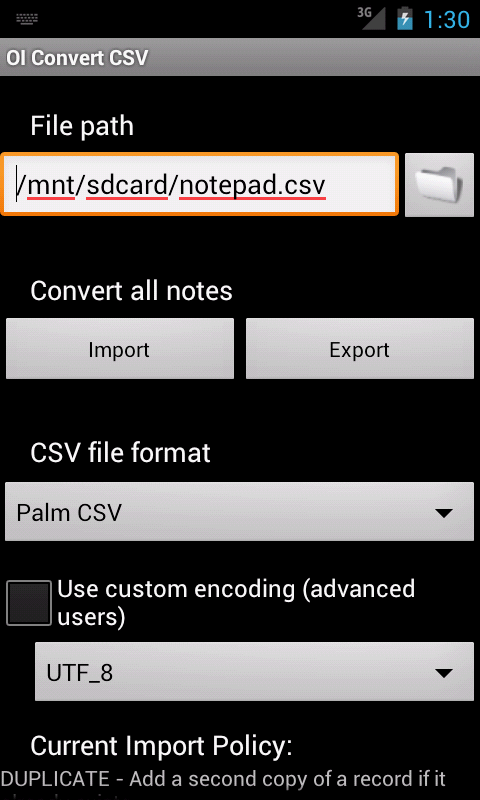 3G 1:30
OI Convert CSV
File path
/mnt/sdcard/notepad.csv
Convert all notes
Import Export
CSV file format
Palm CSV
Use custom encoding (advanced
users)
UTF_8
Current Import Policy:
DUPLICATE - Add a second copy of a record if it